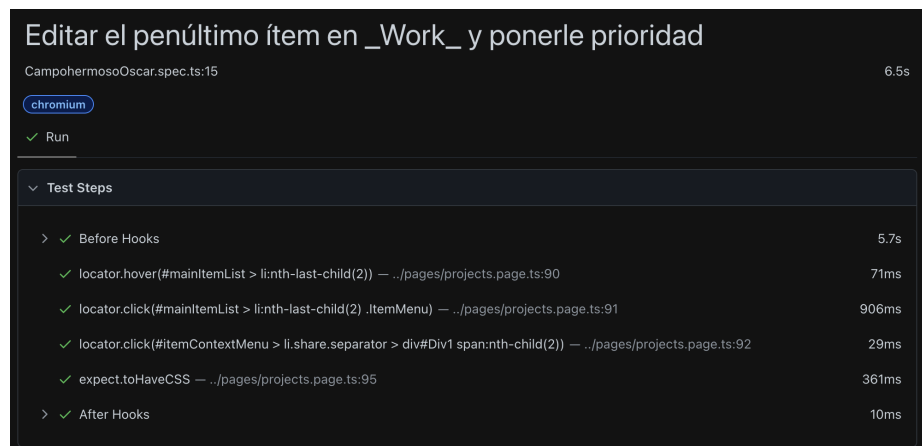 Editar el penúltimo ítem en _Work_ y ponerle prioridad
CampohermosoOscar.spec.ts:15 6.5s
chromium
Run
Test Steps
Before Hooks 5.7s
locator.hover(#mainItemList > li:nth-last-child(2)) — ../pages/projects.page.ts:90 71ms
locator.click(#mainItemList > li:nth-last-child(2) .ItemMenu) — ../pages/projects.page.ts:91 906ms
locator.click(#itemContextMenu > li.share.separator > div#Div1 span:nth-child(2)) — ../pages/projects.page.ts:92 29ms
expect.toHaveCSS — ../pages/projects.page.ts:95 361ms
After Hooks 10ms